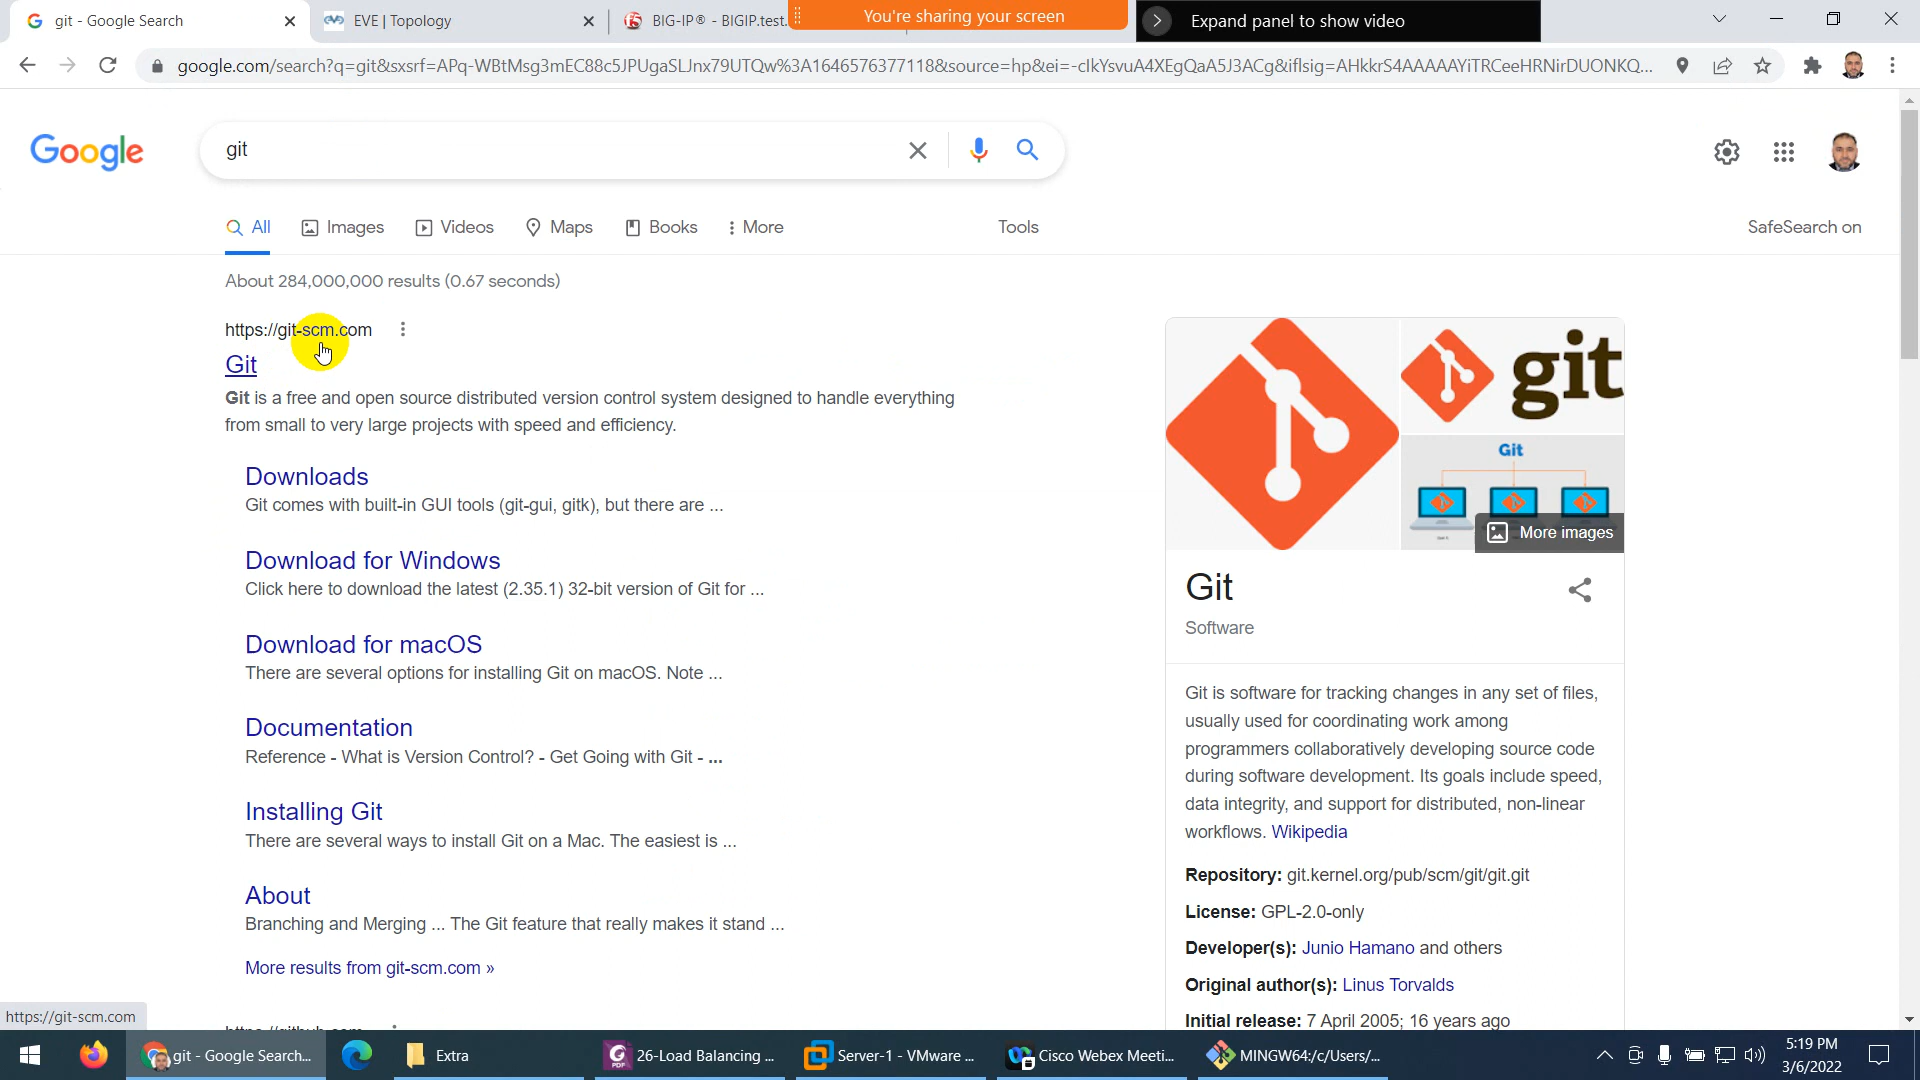 git - Google Search
EVE | Topology
BIG-IP® - BIGIP.test.
You're sharing your screen
Expand panel to show video
google.com/search?q=git&sxsrf=APq-WBtMsg3mEC88c5JPUgaSLJnx79UTQw%3A1646576377118&source=hp&ei=-clkYsvuA4XEgQaA5J3ACg&iflsig=AHkkrS4AAAAAYiTRCeeHRNirDUONKQ...
Google
git
All
Images
Videos
Maps
Books
More
Tools
SafeSearch on
About 284,000,000 results (0.67 seconds)
https://git-scm.com
Git
Git is a free and open source distributed version control system designed to handle everything
from small to very large projects with speed and efficiency.
Downloads
Git comes with built-in GUI tools (git-gui, gitk), but there are ...
Download for Windows
Click here to download the latest (2.35.1) 32-bit version of Git for ...
Download for macOS
There are several options for installing Git on macOS. Note ...
Documentation
Reference - What is Version Control? - Get Going with Git - ...
Installing Git
There are several ways to install Git on a Mac. The easiest is ...
About
Branching and Merging ... The Git feature that really makes it stand ...
More results from git-scm.com »
git
Git
More images
Git
Software
Git is software for tracking changes in any set of files,
usually used for coordinating work among
programmers collaboratively developing source code
during software development. Its goals include speed,
data integrity, and support for distributed, non-linear
workflows. Wikipedia
Repository: git.kernel.org/pub/scm/git/git.git
License: GPL-2.0-only
Developer(s): Junio Hamano and others
Original author(s): Linus Torvalds
Initial release: 7 April 2005; 16 years ago
https://git-scm.com
git - Google Search...
Extra
26-Load Balancing ...
Server-1 - VMware ...
Cisco Webex Meeti...
MINGW64:/c/Users/...
5:19 PM
3/6/2022